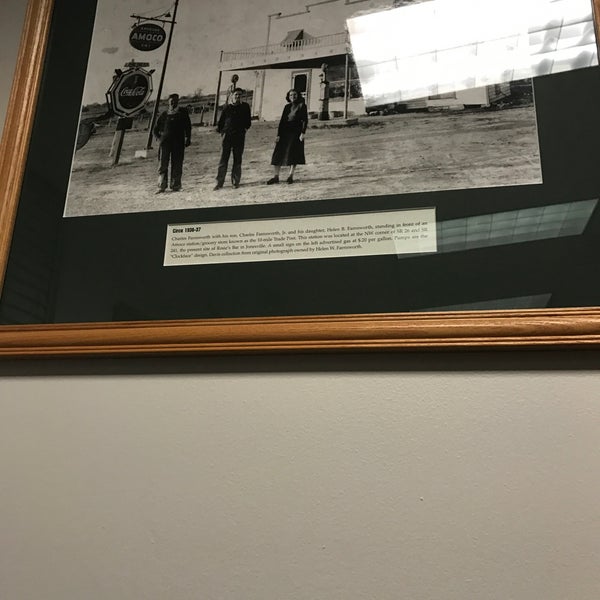 AMOCO
Coca-Cola
Circa 1936-37
Charles Farnsworth with his son, Charles Farnsworth, Jr. and his daughter, Helen B. Farnsworth, standing in front of an
Amoco station/grocery store known as the 10-mile Trade Post. This station was located at the NW corner of SR 26 and SR
241, the present site of Rosie's Bar in Jonesville. A small sign on the left advertised gas at $.20 per gallon. Pumps are the
"Clockface" design. Davis collection from original photograph owned by Helen W. Farnsworth.